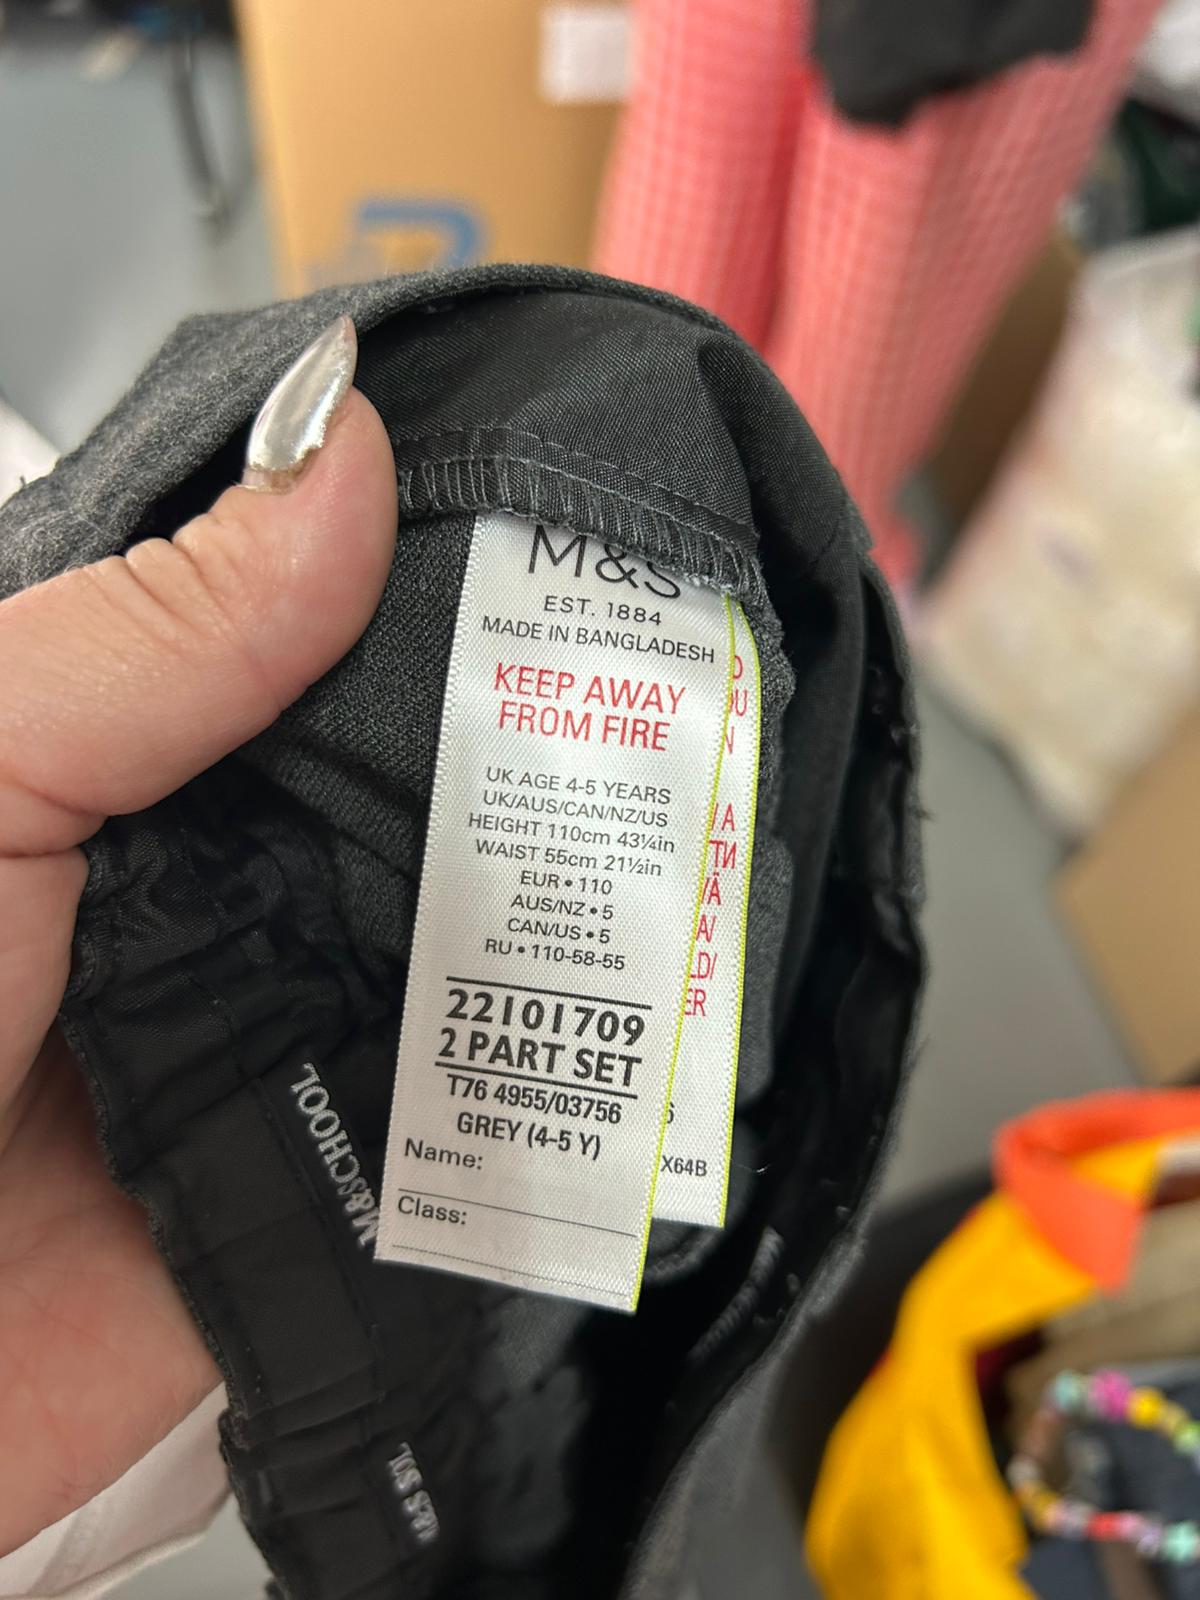 M&S
EST. 1884
MADE IN BANGLADESH
KEEP AWAY
FROM FIRE
UK AGE 4-5 YEARS
UK/AUS/CAN/NZ/US
HEIGHT 110cm 43¼in
WAIST 55cm 21½in
EUR • 110
AUS/NZ • 5
CAN/US • 5
RU • 110-58-55
22101709
2 PART SET
T76 4955/03756
GREY (4-5 Y)
Name:
Class:
X64B
M&SCHOOL